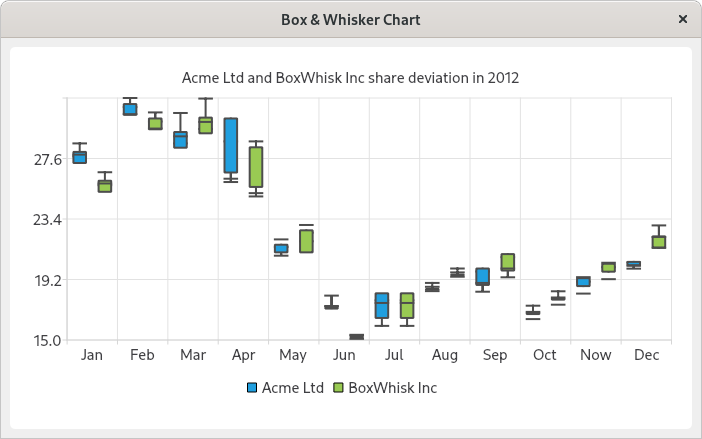 Box & Whisker Chart
×
Acme Ltd and BoxWhisk Inc share deviation in 2012
27.6
23.4
19.2
15.0
Jan Feb Mar Apr May Jun Jul Aug Sep Oct Now Dec
Acme Ltd BoxWhisk Inc